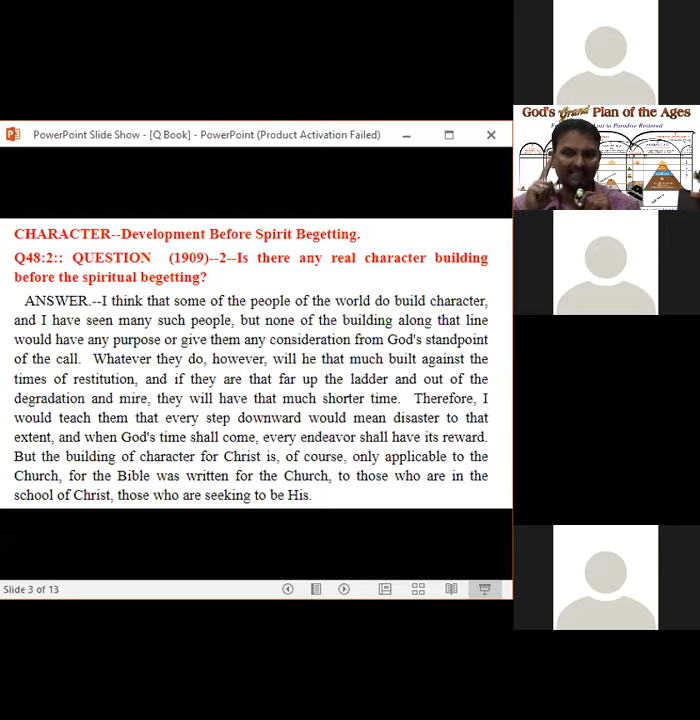 PowerPoint Slide Show - [Q Book] - PowerPoint (Product Activation Failed)
God's Grand Plan of the Ages
to Paradise Restored
CHARACTER--Development Before Spirit Begetting.
Q48:2:: QUESTION (1909)--2--Is there any real character building
before the spiritual begetting?
ANSWER.--I think that some of the people of the world do build character,
and I have seen many such people, but none of the building along that line
would have any purpose or give them any consideration from God's standpoint
of the call. Whatever they do, however, will he that much built against the
times of restitution, and if they are that far up the ladder and out of the
degradation and mire, they will have that much shorter time. Therefore, I
would teach them that every step downward would mean disaster to that
extent, and when God's time shall come, every endeavor shall have its reward.
But the building of character for Christ is, of course, only applicable to the
Church, for the Bible was written for the Church, to those who are in the
school of Christ, those who are seeking to be His.
Slide 3 of 13